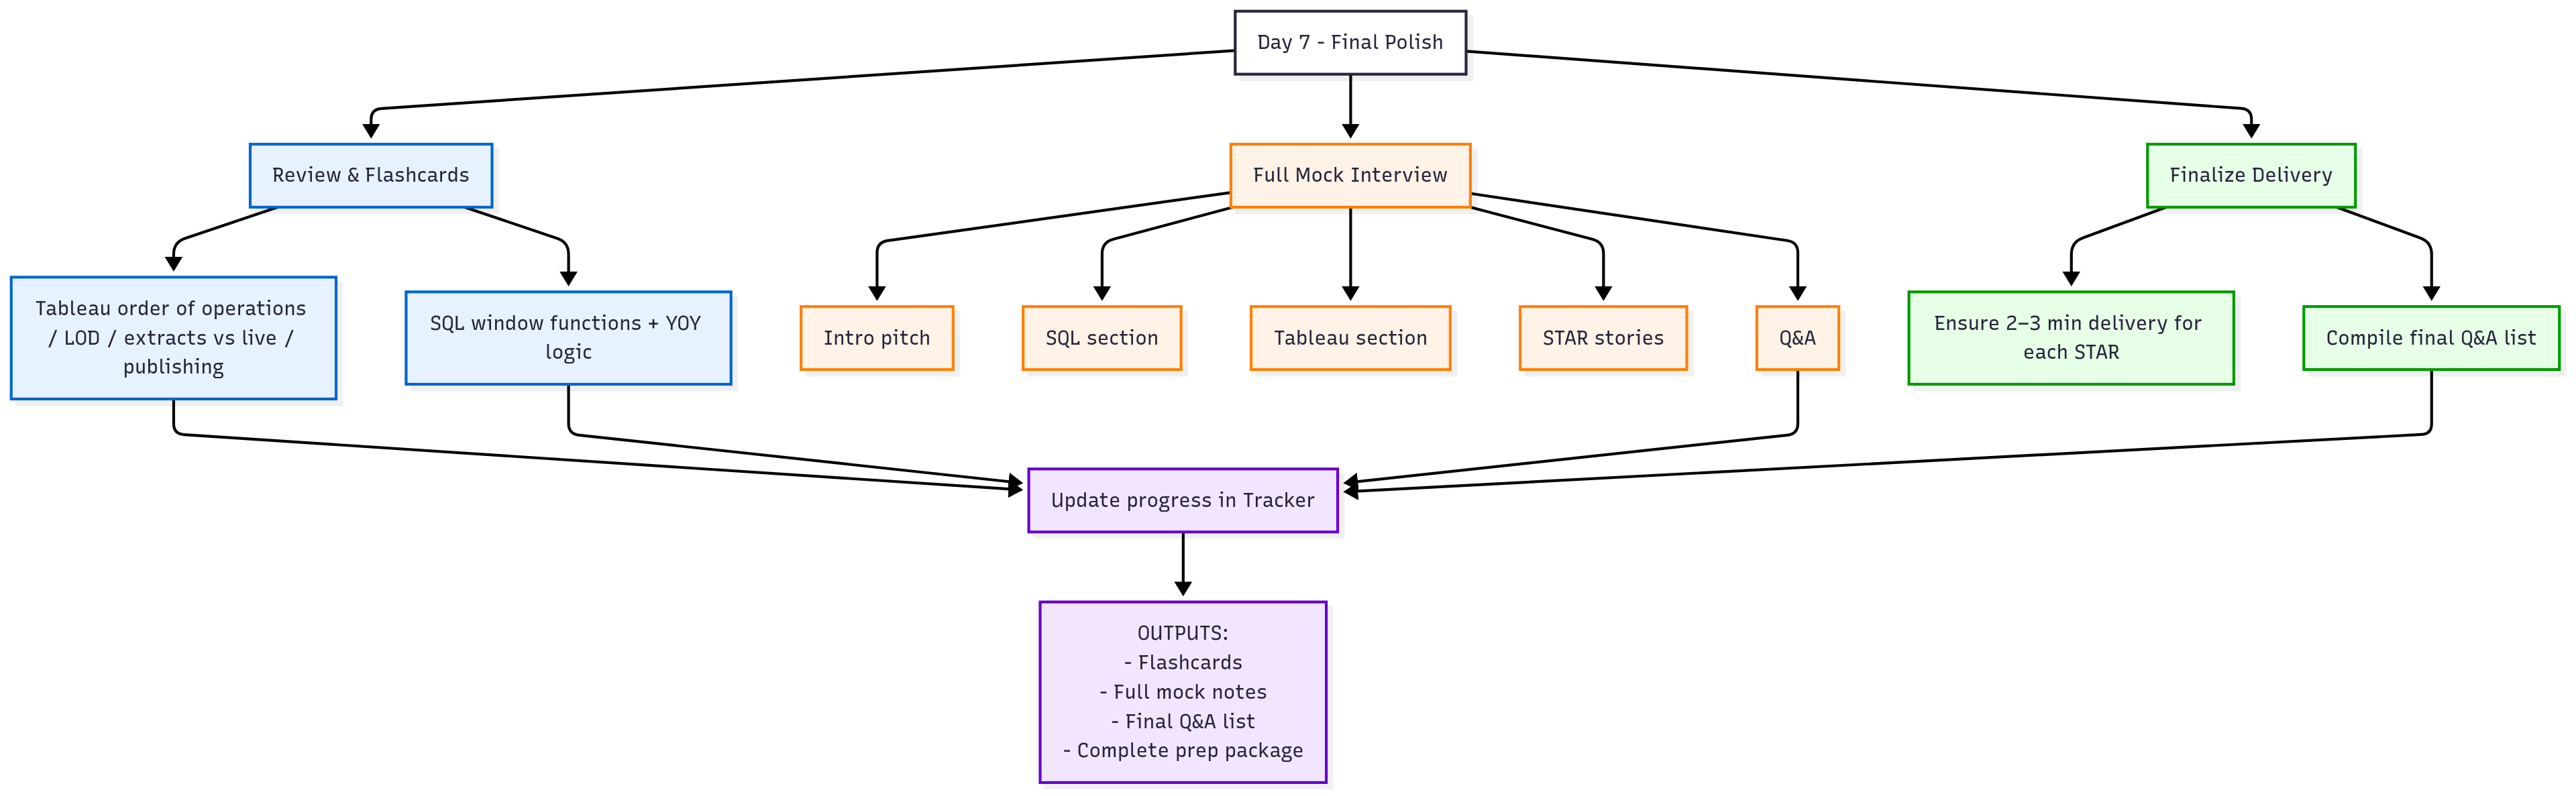 Day 7 - Final Polish
Review & Flashcards
Full Mock Interview
Finalize Delivery
Tableau order of operations
/ LOD / extracts vs live /
publishing
SQL window functions + YOY
logic
Intro pitch
SQL section
Tableau section
STAR stories
Q&A
Ensure 2–3 min delivery for
each STAR
Compile final Q&A list
Update progress in Tracker
OUTPUTS:
- Flashcards
- Full mock notes
- Final Q&A list
- Complete prep package